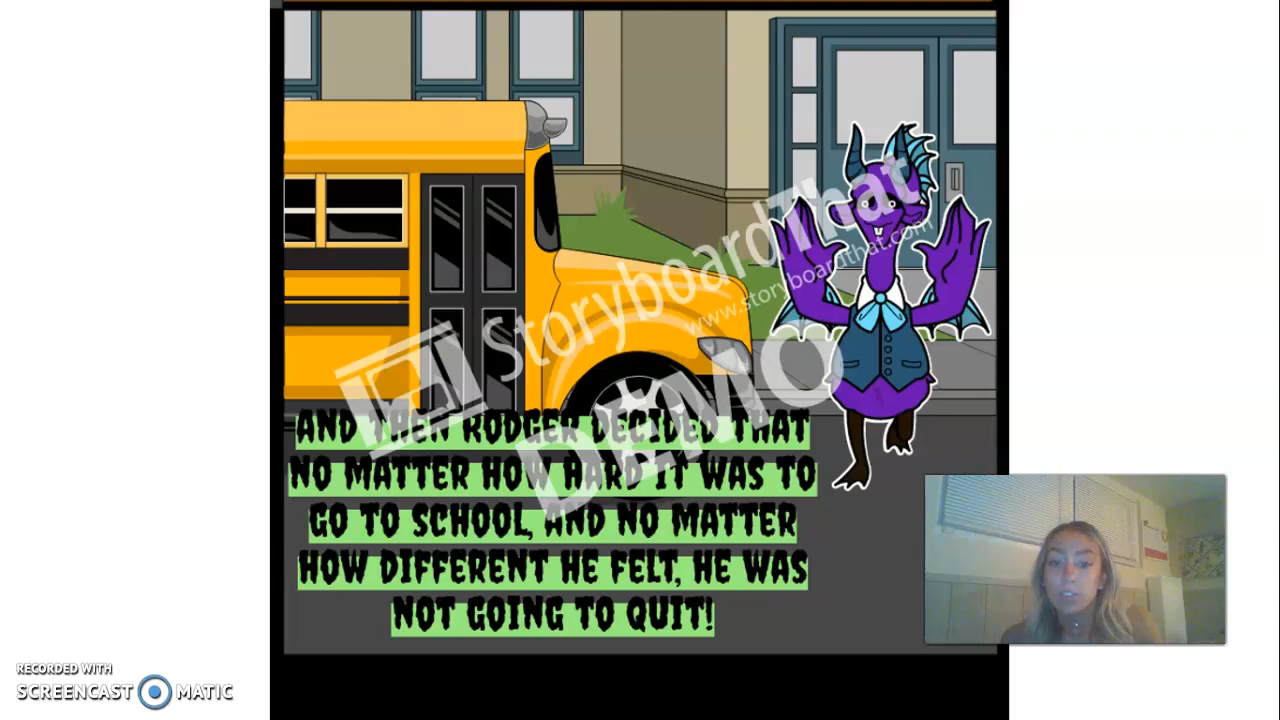 StoryboardThat
www.storyboardthat.com
DEMO
AND THEN RODGER DECIDED THAT
NO MATTER HOW HARD IT WAS TO
GO TO SCHOOL, AND NO MATTER
HOW DIFFERENT HE FELT, HE WAS
NOT GOING TO QUIT!
RECORDED WITH
SCREENCAST MATIC